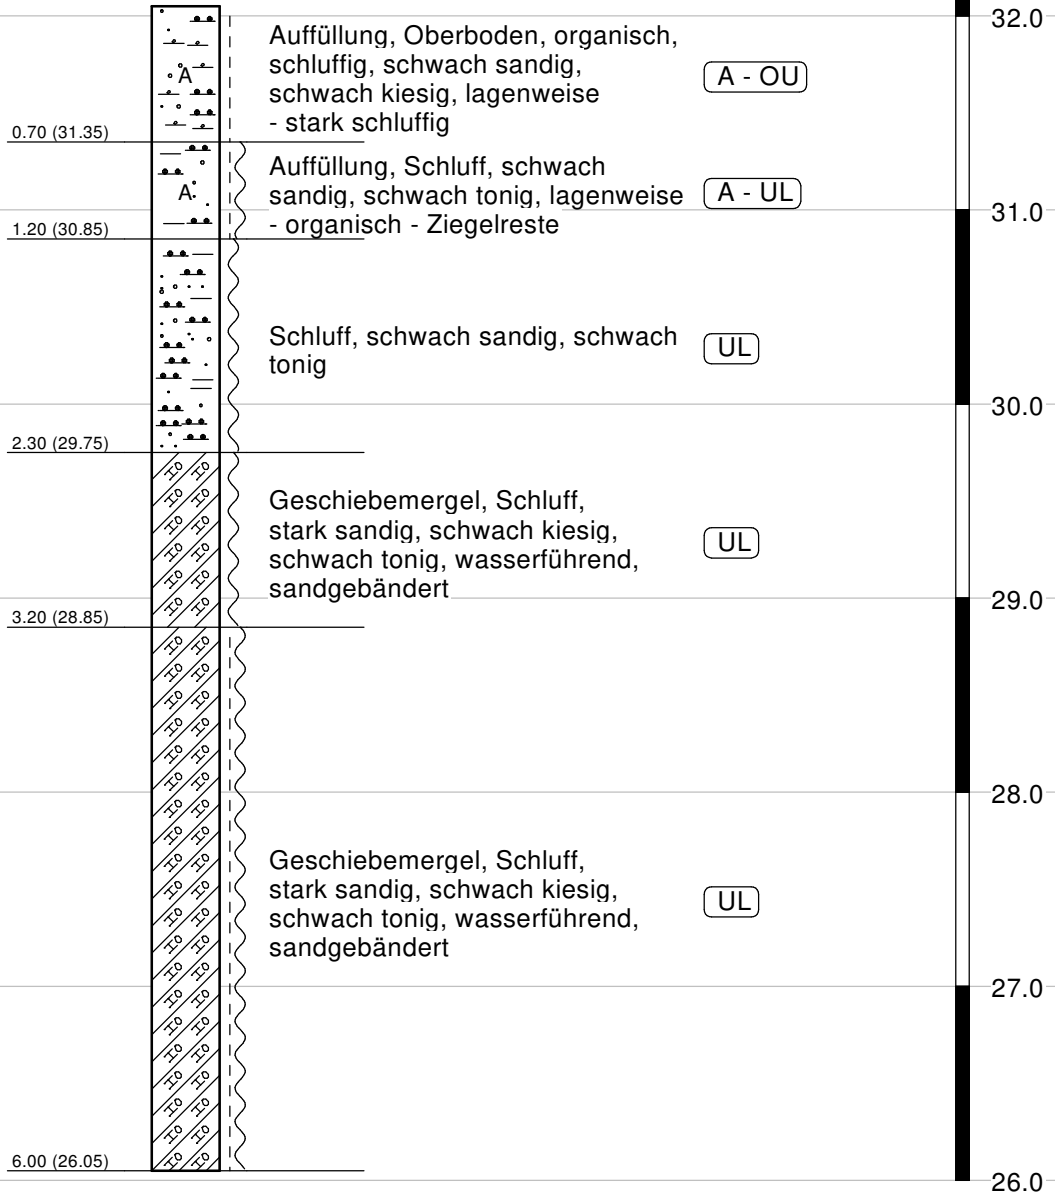 32.0
Auffüllung, Oberboden, organisch,
schluffig, schwach sandig,
schwach kiesig, lagenweise
- stark schluffig
A - OU
A
0.70 (31.35)
Auffüllung, Schluff, schwach
sandig, schwach tonig, lagenweise
- organisch - Ziegelreste
A - UL
A
31.0
1.20 (30.85)
Schluff, schwach sandig, schwach
tonig
UL
30.0
2.30 (29.75)
Geschiebemergel, Schluff,
stark sandig, schwach kiesig,
schwach tonig, wasserführend,
sandgebändert
UL
29.0
3.20 (28.85)
28.0
Geschiebemergel, Schluff,
stark sandig, schwach kiesig,
schwach tonig, wasserführend,
sandgebändert
UL
27.0
6.00 (26.05)
26.0